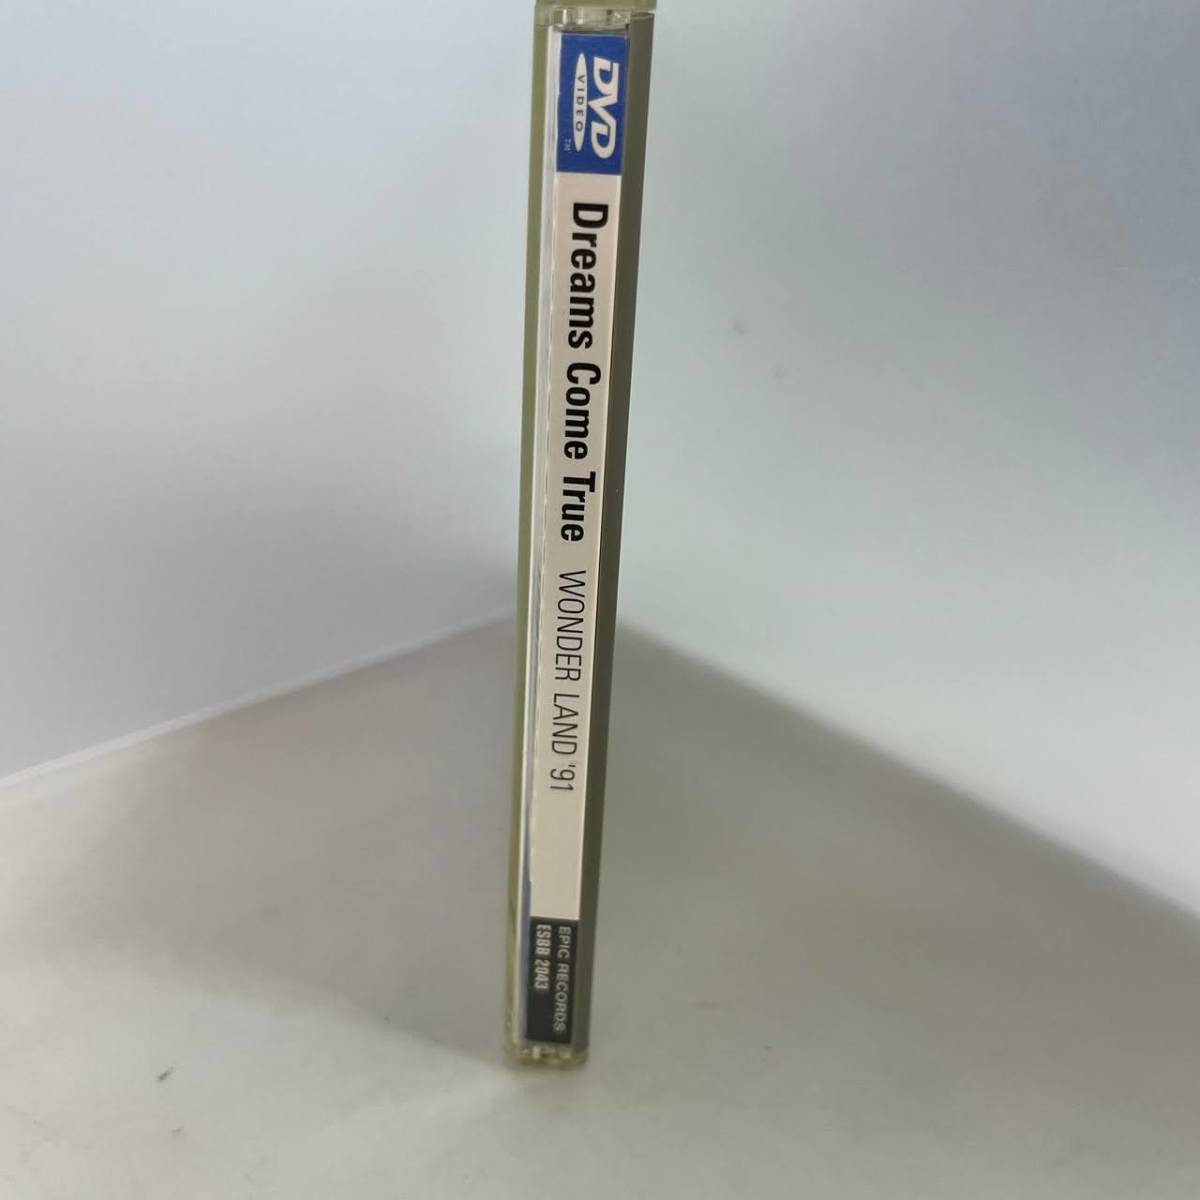 DVD
VIDEO
TM
Dreams Come True WONDER LAND '91
EPIC RECORDS
ESBB 2043